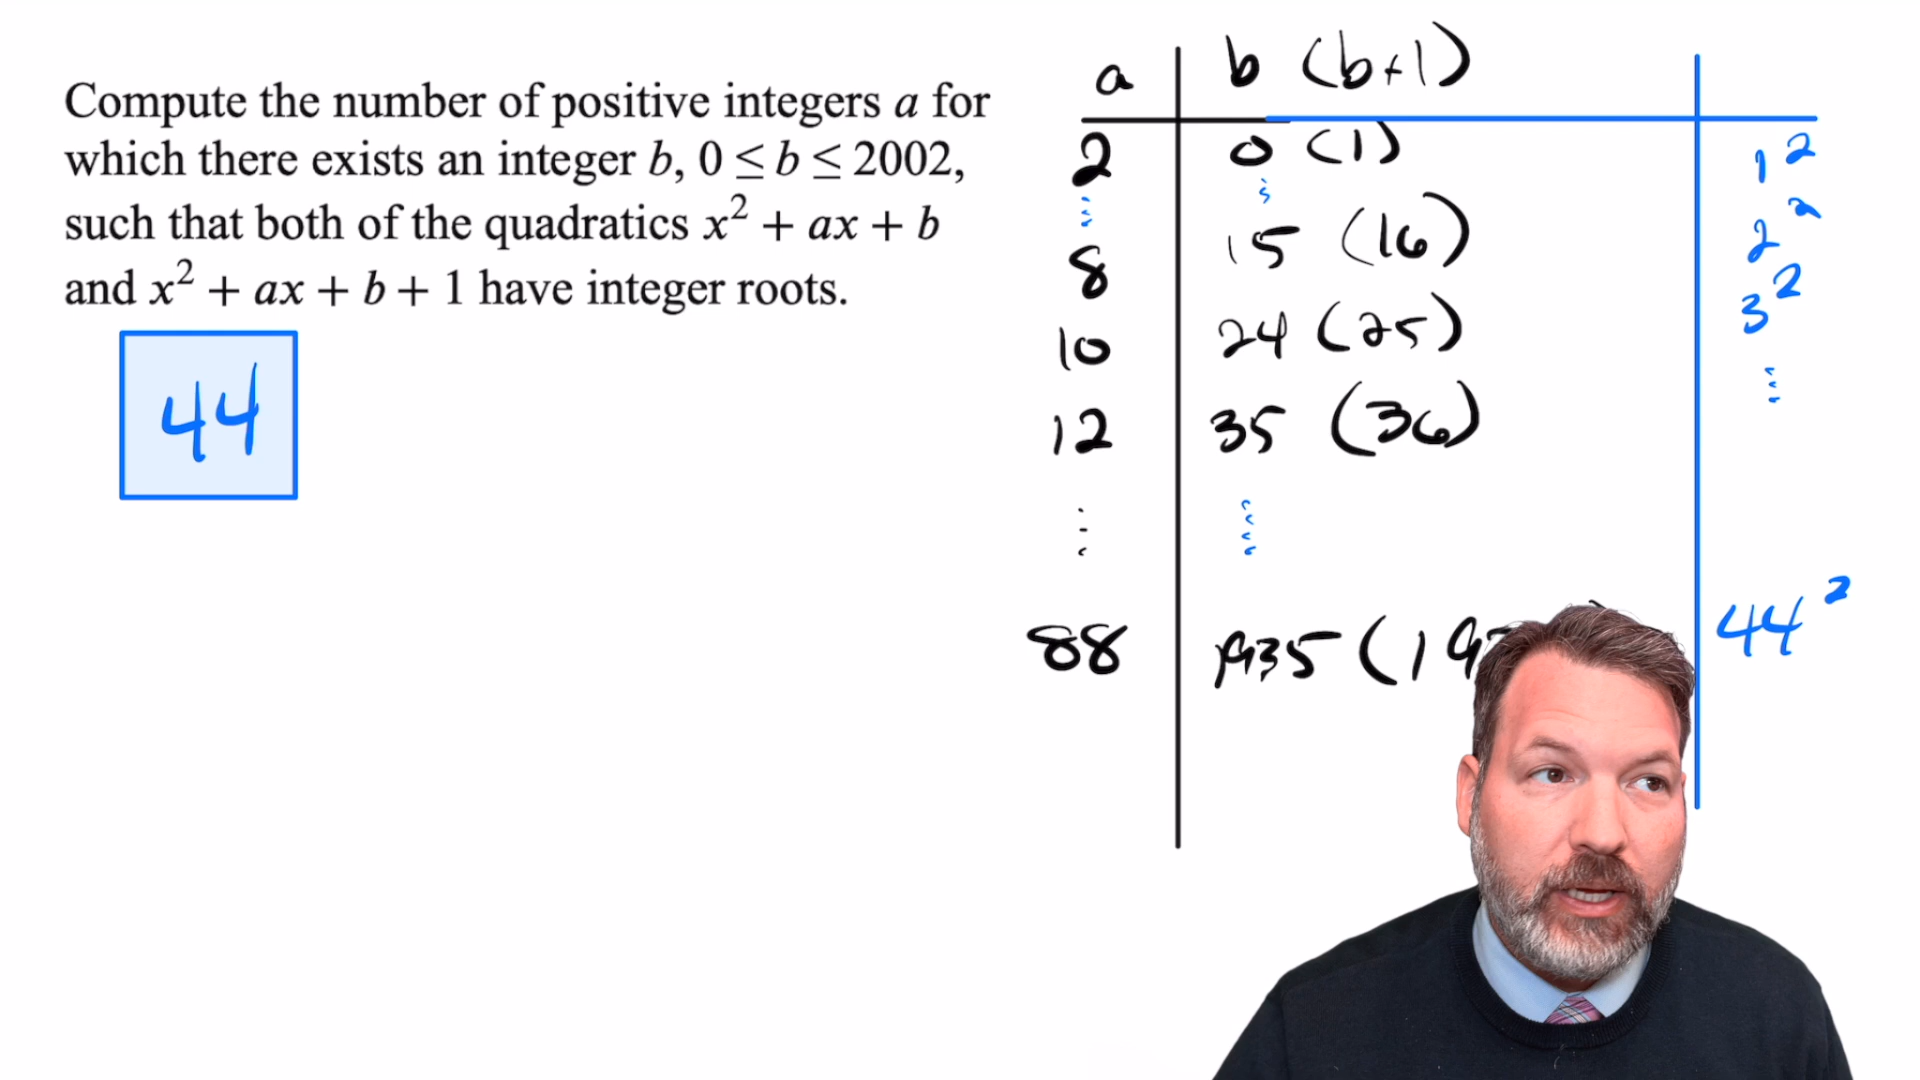 Compute the number of positive integers a for
which there exists an integer b, 0 ≤ b ≤ 2002,
such that both of the quadratics x² + ax + b
and x² + ax + b + 1 have integer roots.
44
a b (b+1)
2 0 (1) 1²
8 15 (16) 2²
10 24 (25) 3²
12 35 (36)
88 1935 (19 44²